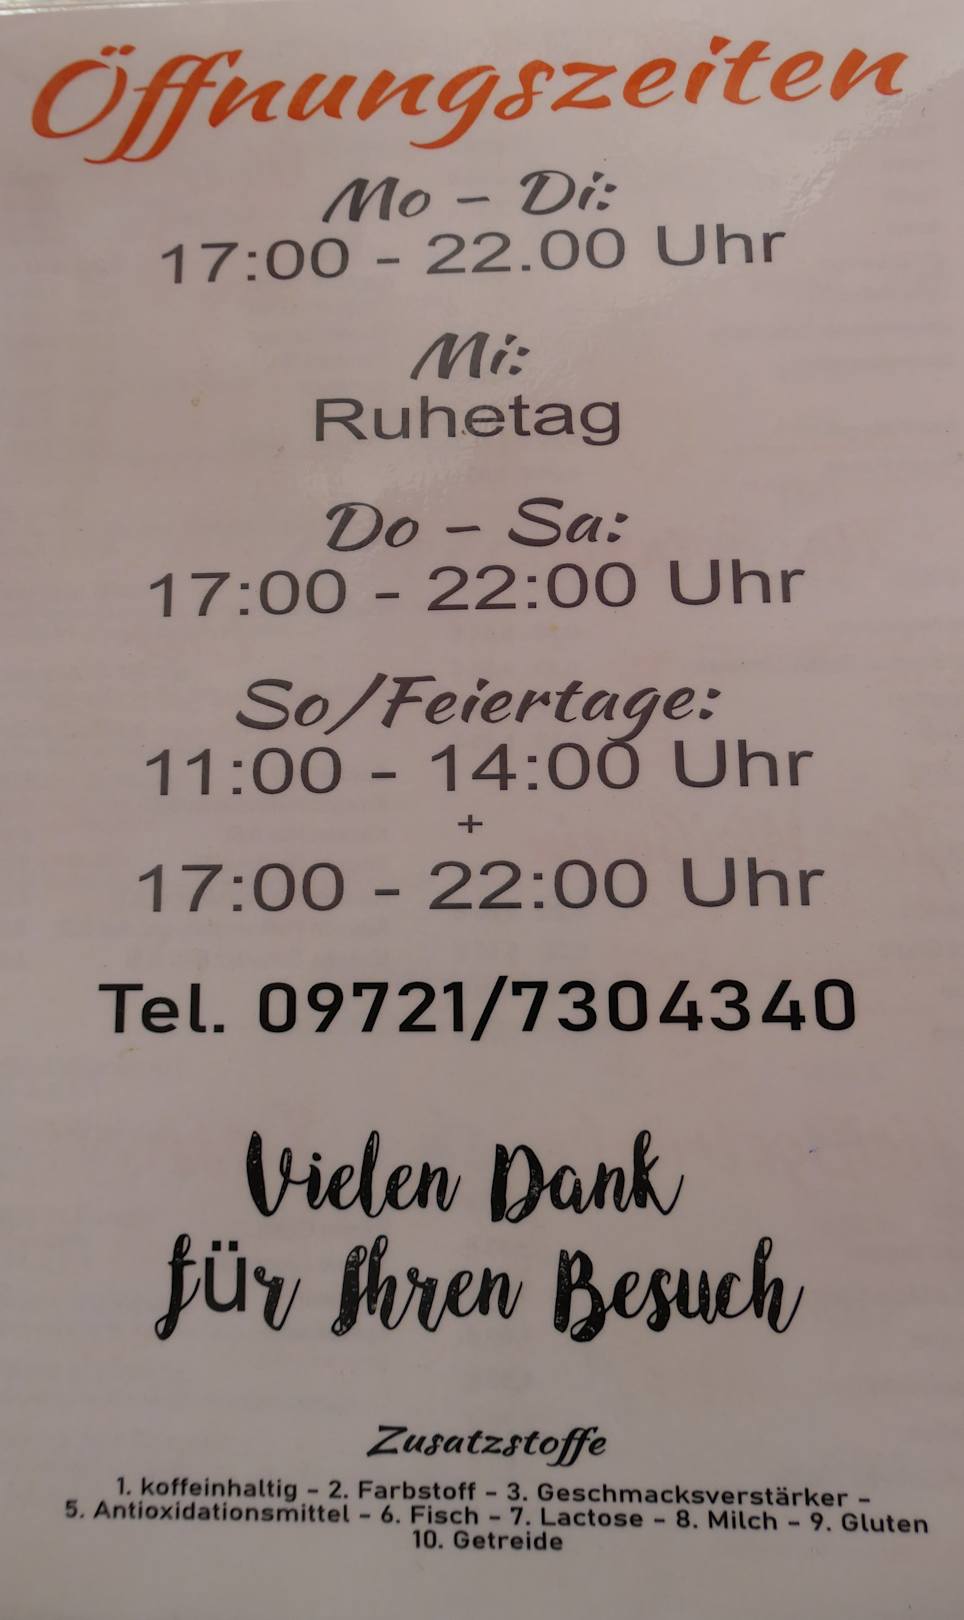 Öffnungszeiten
Mo – Di:
17:00 - 22.00 Uhr
Mi:
Ruhetag
Do – Sa:
17:00 - 22:00 Uhr
So/Feiertage:
11:00 - 14:00 Uhr
+
17:00 - 22:00 Uhr
Tel. 09721/7304340
Vielen Dank
für Ihren Besuch
Zusatzstoffe
1. koffeinhaltig – 2. Farbstoff – 3. Geschmacksverstärker –
5. Antioxidationsmittel – 6. Fisch – 7. Lactose – 8. Milch – 9. Gluten
10. Getreide